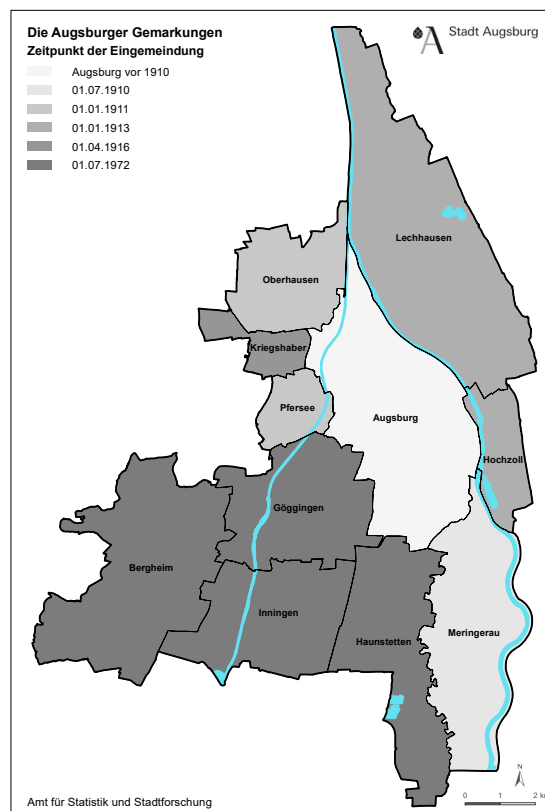 Die Augsburger Gemarkungen
Zeitpunkt der Eingemeindung
Augsburg vor 1910
01.07.1910
01.01.1911
01.01.1913
01.04.1916
01.07.1972
A Stadt Augsburg
Lechhausen
Oberhausen
Kriegshaber
Pfersee
Augsburg
Hochzoll
Göggingen
Bergheim
Inningen
Haunstetten
Meringerau
N
0 1 2 km
Amt für Statistik und Stadtforschung